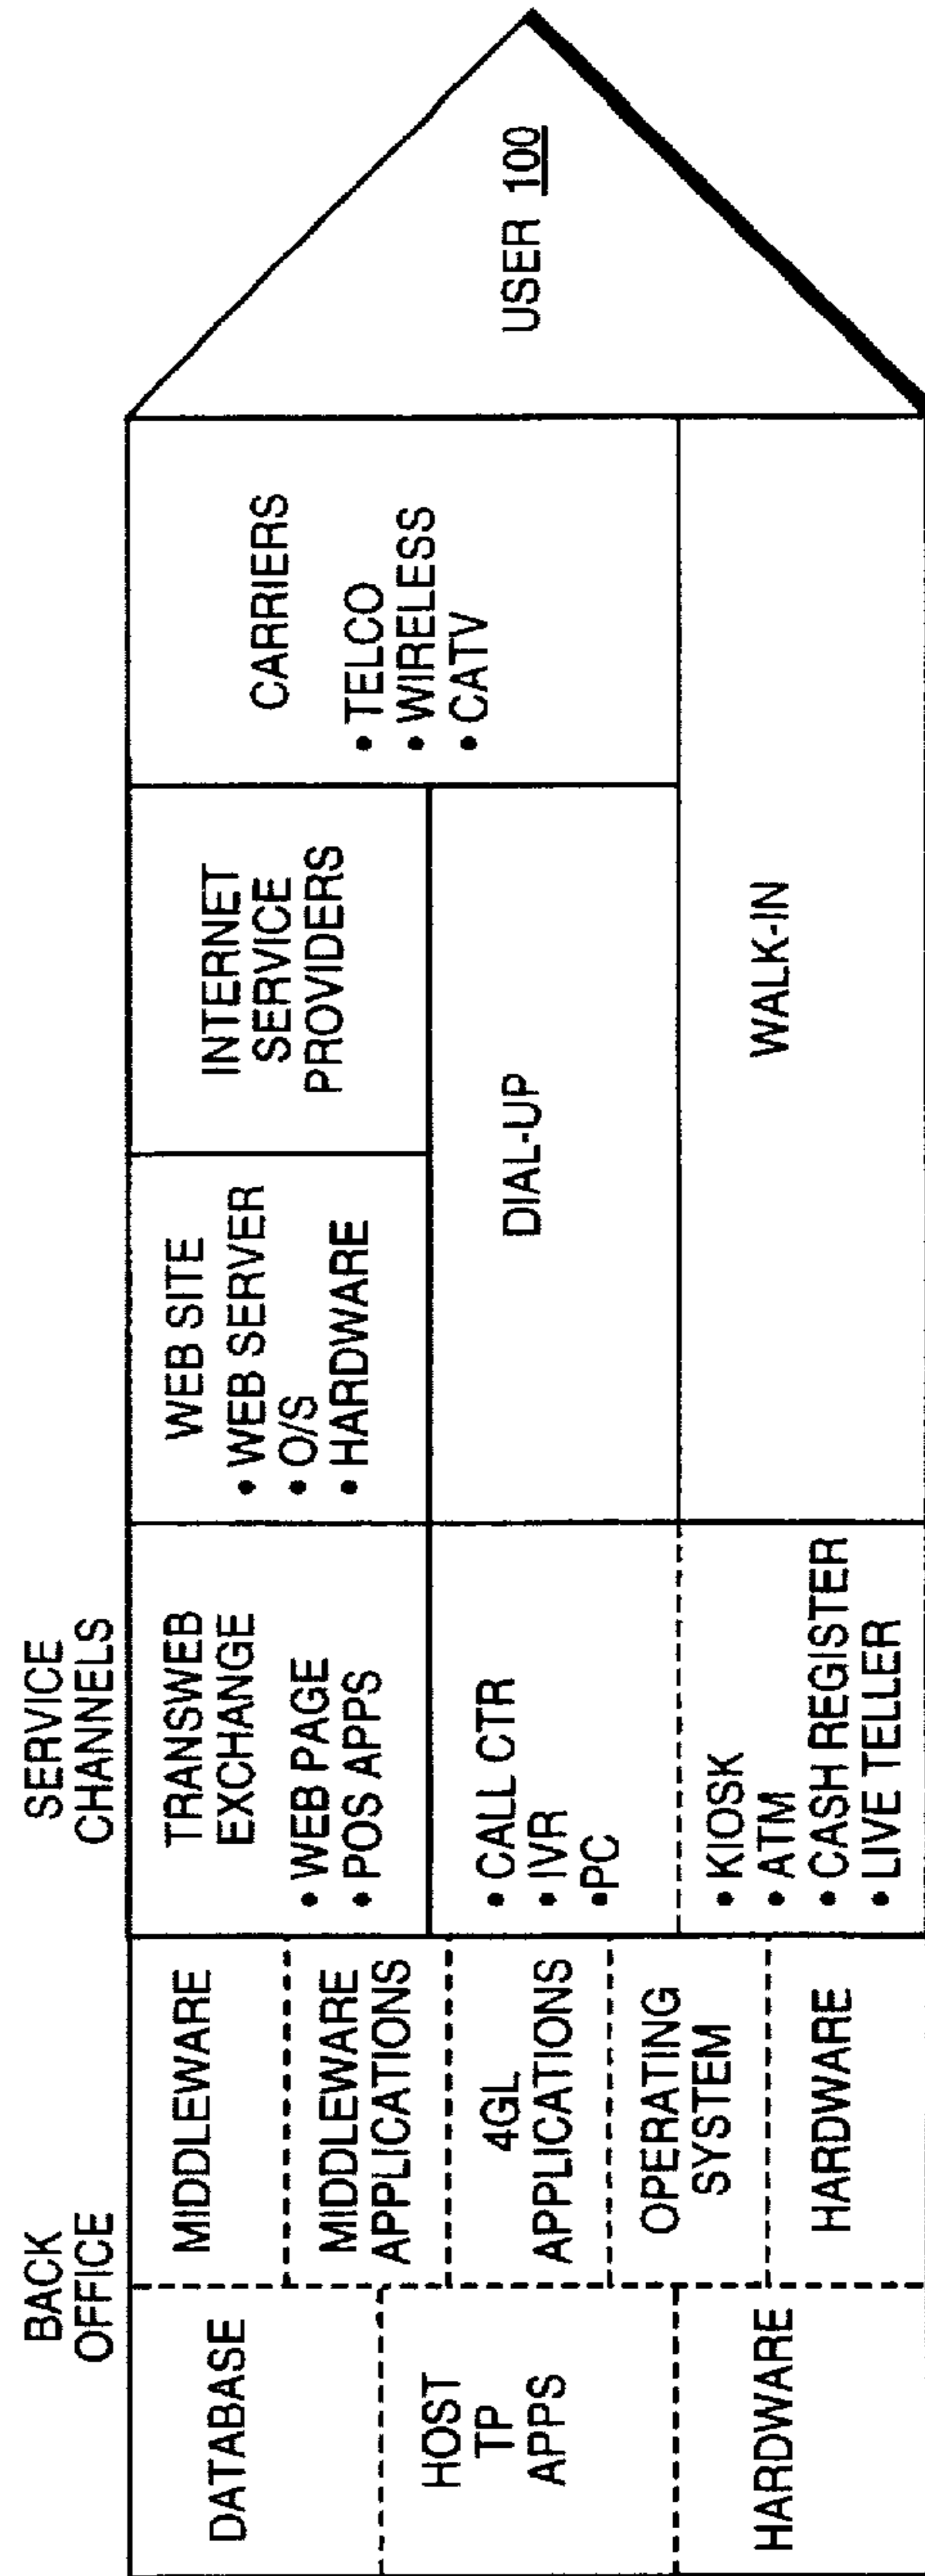 BACK
OFFICE
SERVICE
CHANNELS
DATABASE
HOST
TP
APPS
HARDWARE
MIDDLEWARE
MIDDLEWARE
APPLICATIONS
4GL
APPLICATIONS
OPERATING
SYSTEM
HARDWARE
TRANSWEB
EXCHANGE
• WEB PAGE
• POS APPS
• CALL CTR
• IVR
• PC
• KIOSK
• ATM
• CASH REGISTER
• LIVE TELLER
WEB SITE
• WEB SERVER
• O/S
• HARDWARE
INTERNET
SERVICE
PROVIDERS
DIAL-UP
WALK-IN
CARRIERS
• TELCO
• WIRELESS
• CATV
USER 100